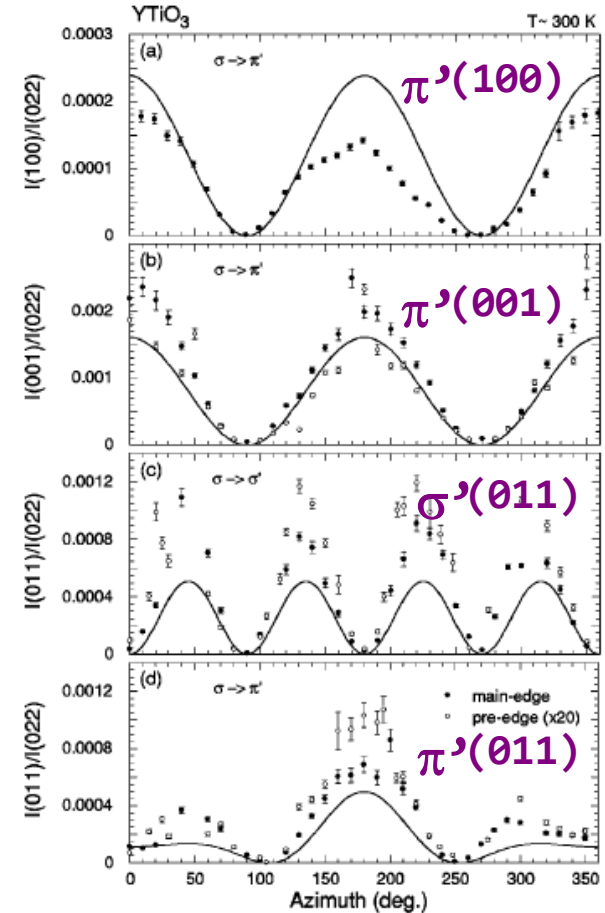 YTiO3 T~ 300 K
0.0003
(a) σ -> π'
π’(100)
0.0002
I(100)/I(022)
0.0001
0
(b) σ -> π'
π’(001)
0.002
I(001)/I(022)
0.001
0
(c) σ -> σ'
0.0012
σ’(011)
0.0008
I(011)/I(022)
0.0004
0
(d) σ -> π'
0.0012
main-edge
pre-edge (x20)
π’(011)
0.0008
I(011)/I(022)
0.0004
0
0 50 100 150 200 250 300 350
Azimuth (deg.)